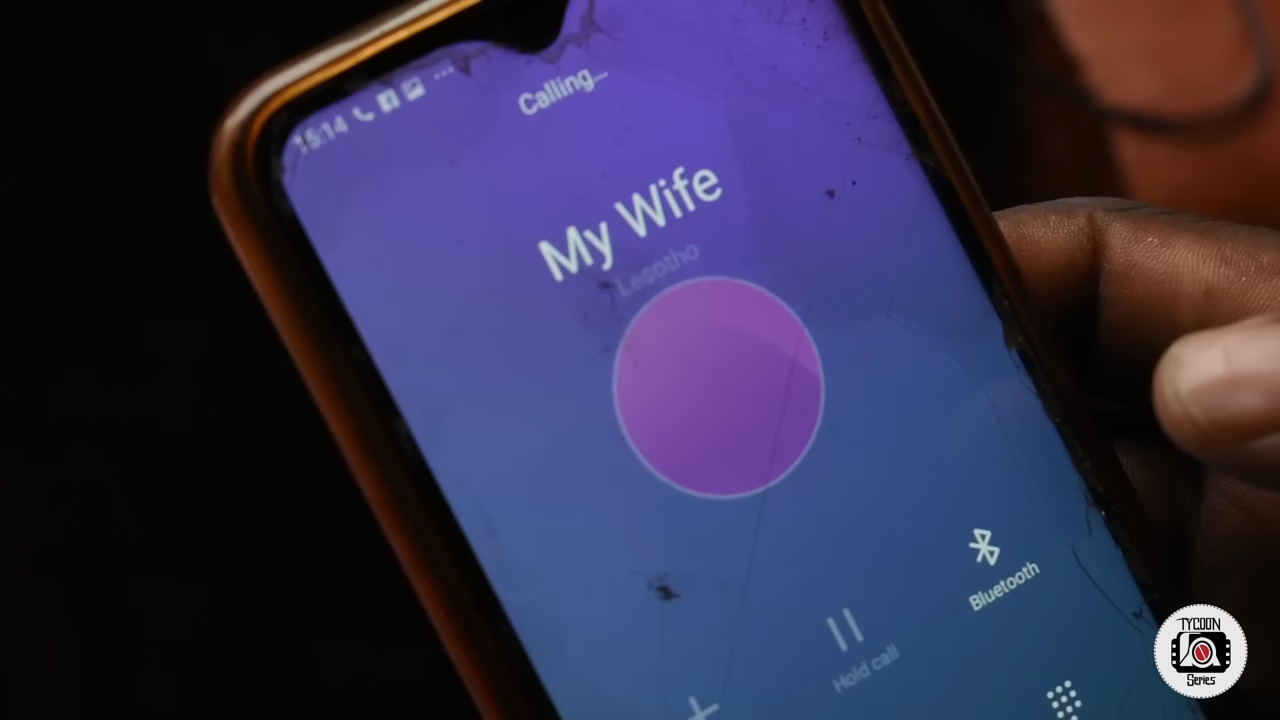 15:14
Calling...
My Wife
Lesotho
Bluetooth
Hold call
TYCOON
Series